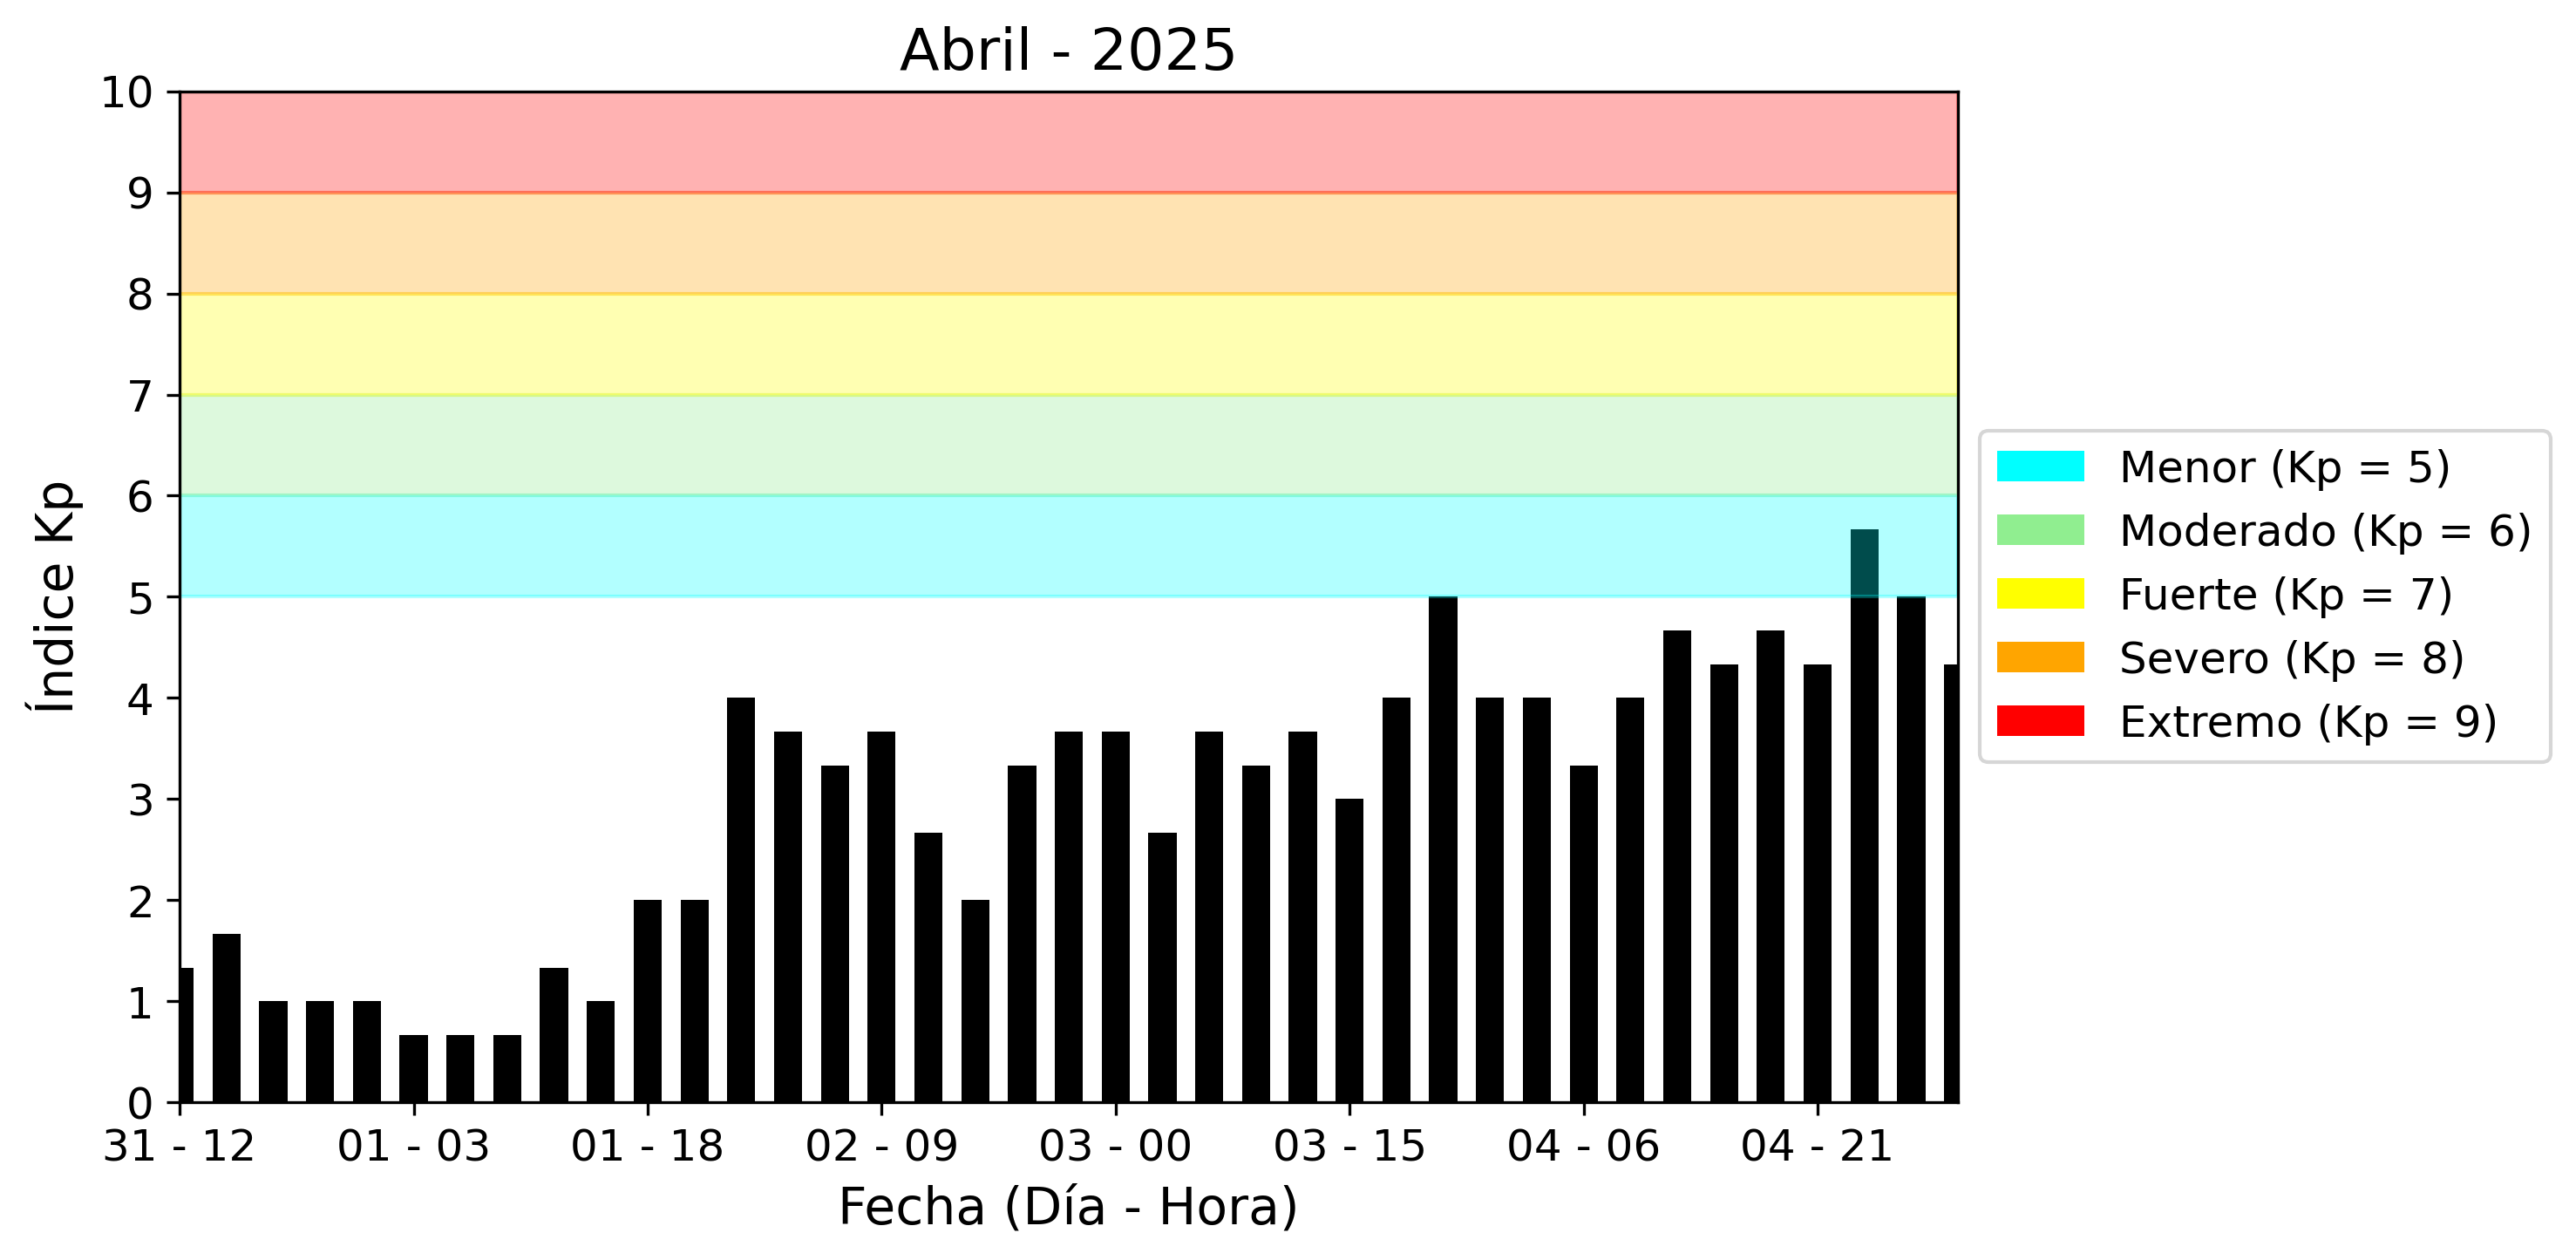 Abril - 2025
10
9
8
7
6
5
4
3
2
1
0
Índice Kp
31 - 12
01 - 03
01 - 18
02 - 09
03 - 00
03 - 15
04 - 06
04 - 21
Fecha (Día - Hora)
Menor (Kp = 5)
Moderado (Kp = 6)
Fuerte (Kp = 7)
Severo (Kp = 8)
Extremo (Kp = 9)